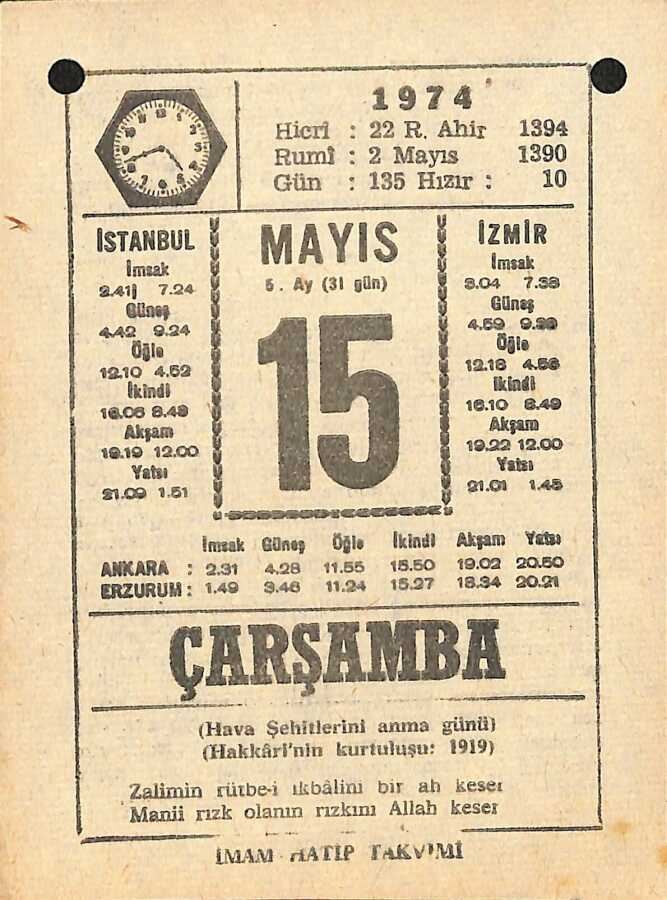 1974
Hicrî : 22 R. Ahir 1394
Rumî : 2 Mayıs 1390
Gün : 135 Hızır : 10
İSTANBUL
İmsak
2.41 7.24
Güneş
4.42 9.24
Öğle
12.10 4.52
İkindi
16.06 8.48
Akşam
19.19 12.00
Yatsı
21.09 1.51
MAYIS
5. Ay (31 gün)
15
İZMİR
İmsak
3.04 7.38
Güneş
4.59
Öğle
12.18 4.56
İkindi
16.10 8.49
Akşam
19.22 12.00
Yatsı
21.01 1.45
İmsak Güneş Öğle İkindi Akşam Yatsı
ANKARA : 2.31 4.28 11.55 15.50 19.02 20.50
ERZURUM : 1.49 3.46 11.24 15.27 18.34 20.21
ÇARŞAMBA
(Hava Şehitlerini anma günü)
(Hakkâri'nin kurtuluşu: 1919)
Zalimin rütbe-i ikbâlini bir ah keser
Manii rızk olanın rızkını Allah keser
İMAM HATİP TAKVİMİ